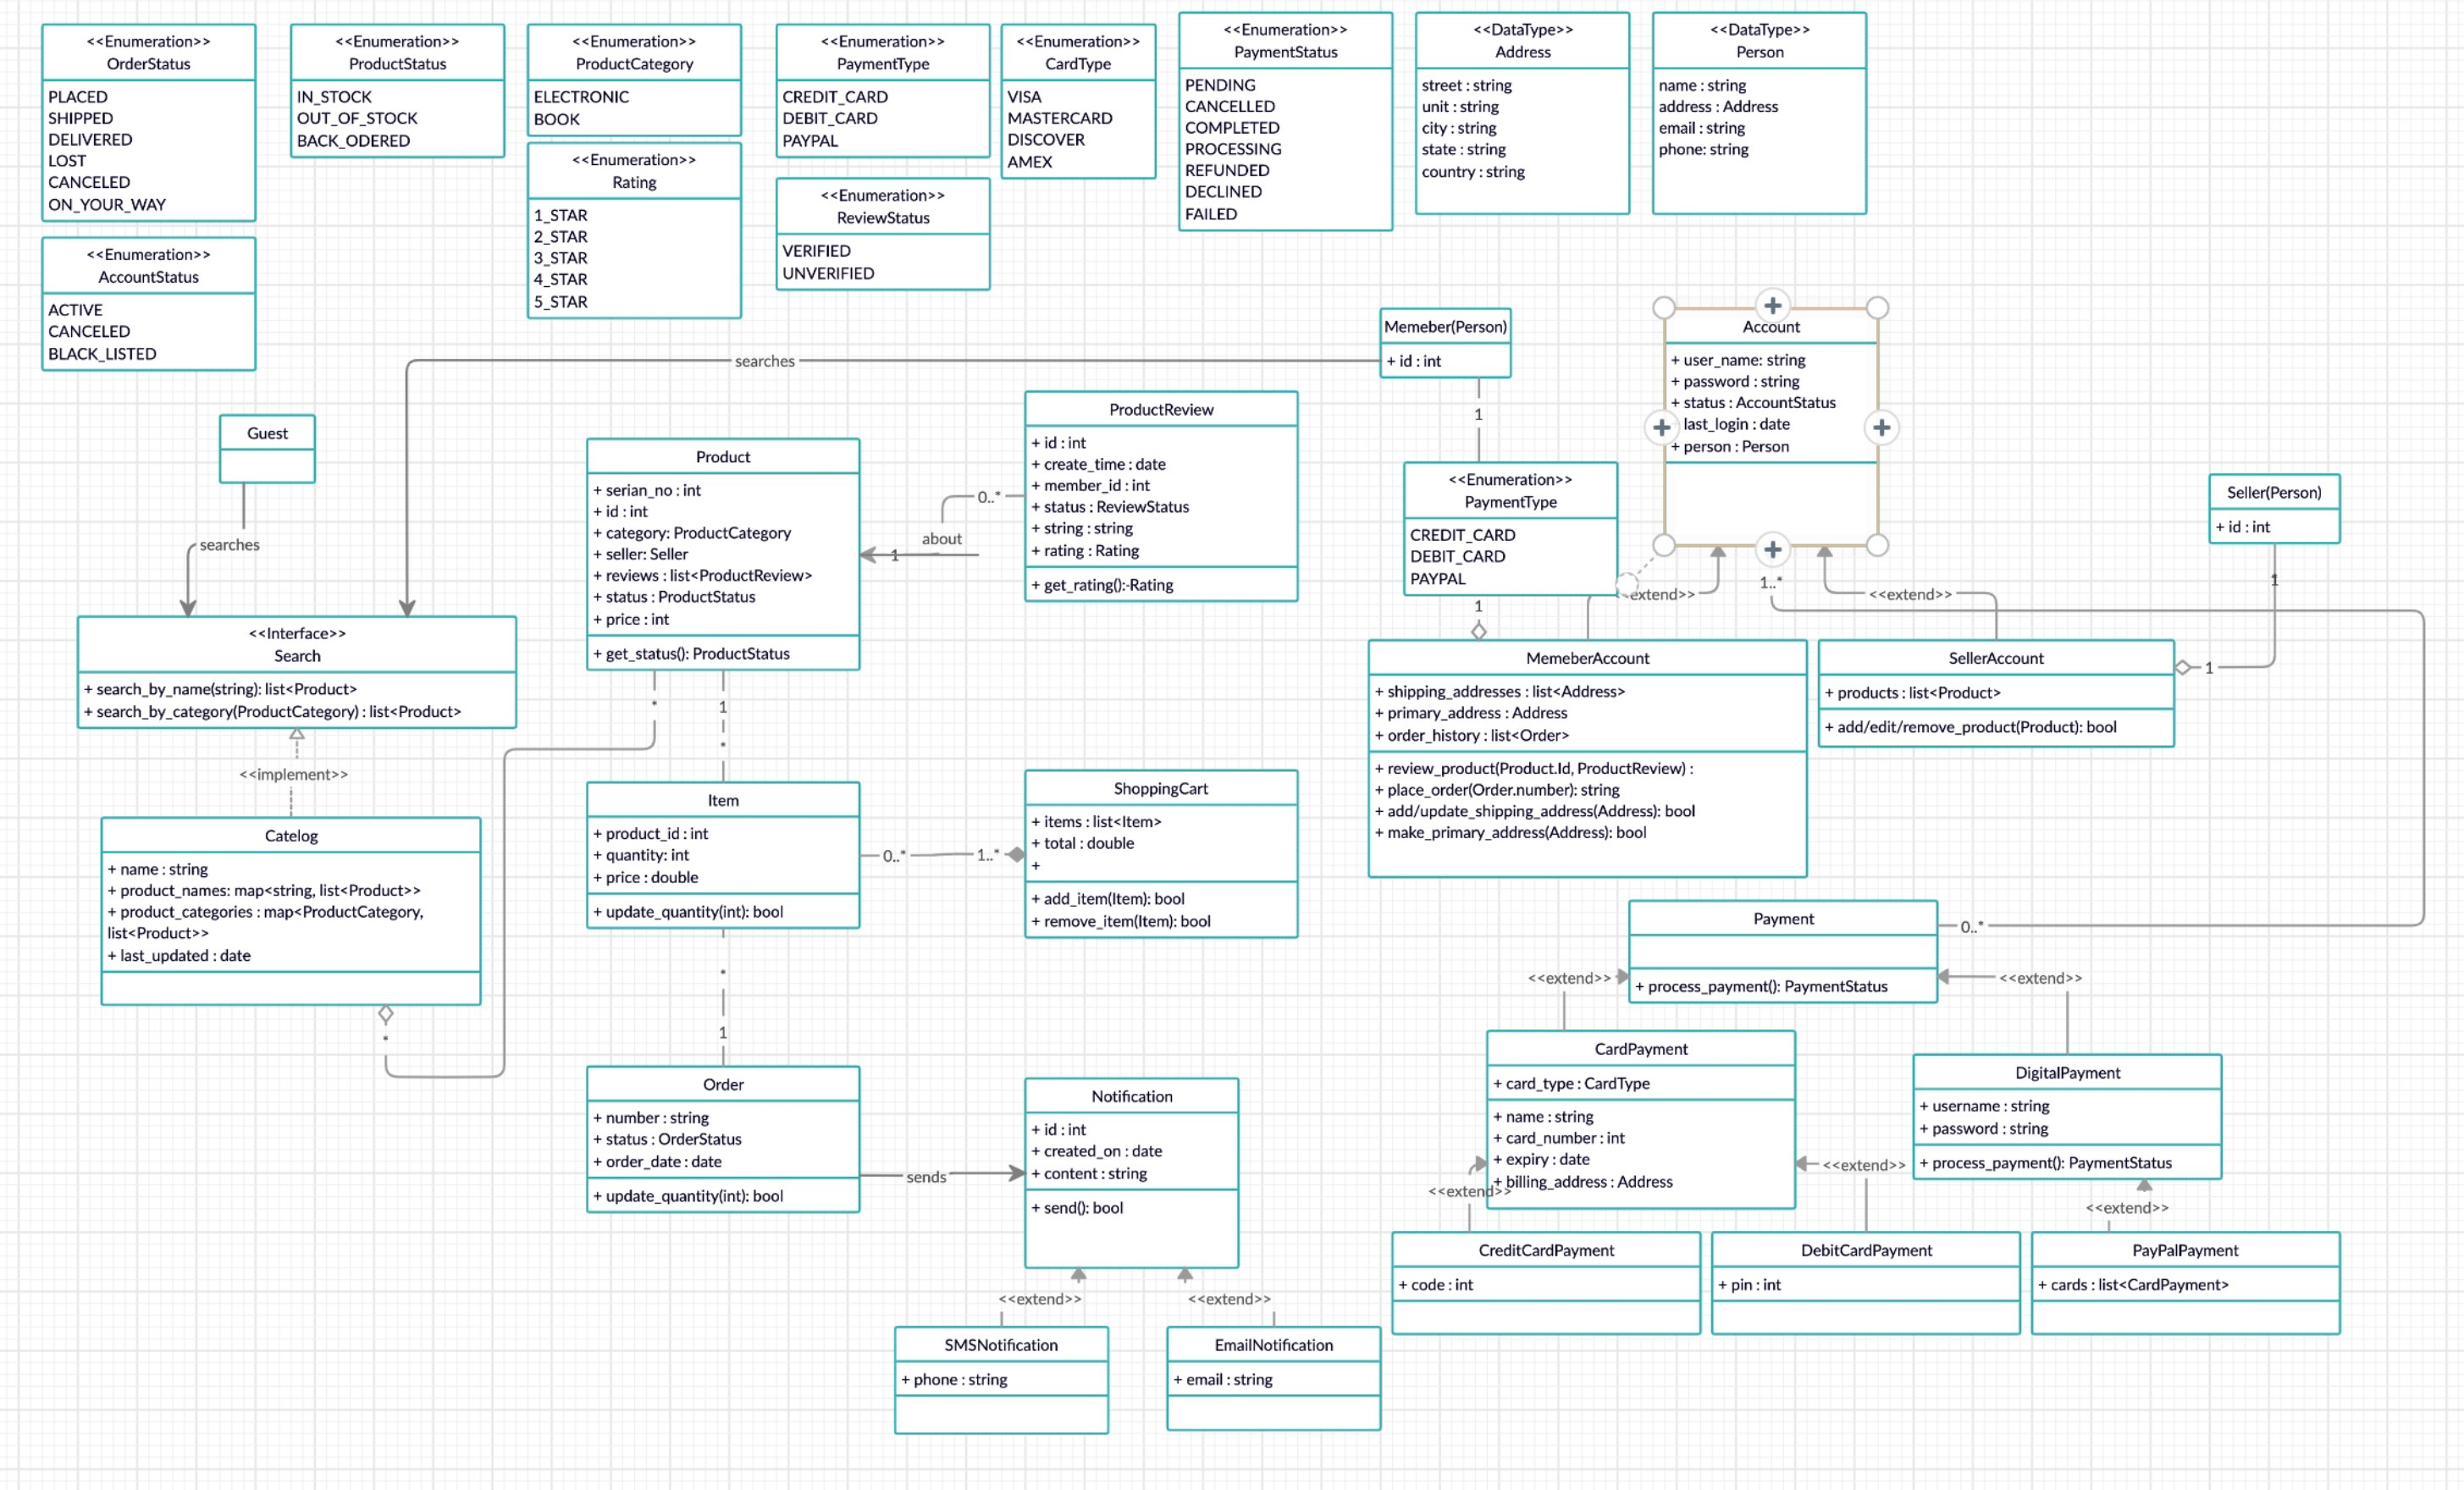 <<Enumeration>>
OrderStatus
PLACED
SHIPPED
DELIVERED
LOST
CANCELED
ON_YOUR_WAY
<<Enumeration>>
ProductStatus
IN_STOCK
OUT_OF_STOCK
BACK_ODERED
<<Enumeration>>
ProductCategory
ELECTRONIC
BOOK
<<Enumeration>>
PaymentType
CREDIT_CARD
DEBIT_CARD
PAYPAL
<<Enumeration>>
CardType
VISA
MASTERCARD
DISCOVER
AMEX
<<Enumeration>>
PaymentStatus
PENDING
CANCELLED
COMPLETED
PROCESSING
REFUNDED
DECLINED
FAILED
<<DataType>>
Address
street : string
unit : string
city : string
state : string
country : string
<<DataType>>
Person
name : string
address : Address
email : string
phone: string
<<Enumeration>>
AccountStatus
ACTIVE
CANCELED
BLACK_LISTED
<<Enumeration>>
Rating
1_STAR
2_STAR
3_STAR
4_STAR
5_STAR
<<Enumeration>>
ReviewStatus
VERIFIED
UNVERIFIED
Memeber(Person)
+ id : int
searches
1
Account
+ user_name: string
+ password : string
+ status : AccountStatus
last_login : date
+ person : Person
Guest
searches
Product
+ serian_no : int
+ id : int
+ category: ProductCategory
+ seller: Seller
+ reviews : list<ProductReview>
+ status : ProductStatus
+ price : int
+ get_status(): ProductStatus
0..*
about
1
ProductReview
+ id : int
+ create_time : date
+ member_id : int
+ status : ReviewStatus
+ string : string
+ rating : Rating
+ get_rating():-Rating
<<Enumeration>>
PaymentType
CREDIT_CARD
DEBIT_CARD
PAYPAL
1
<<extend>>
1..*
<<extend>>
Seller(Person)
+ id : int
1
1
<<Interface>>
Search
+ search_by_name(string): list<Product>
+ search_by_category(ProductCategory) : list<Product>
<<implement>>
*
1
*
MemeberAccount
+ shipping_addresses : list<Address>
+ primary_address : Address
+ order_history : list<Order>
+ review_product(Product.Id, ProductReview) :
+ place_order(Order.number): string
+ add/update_shipping_address(Address): bool
+ make_primary_address(Address): bool
SellerAccount
+ products : list<Product>
+ add/edit/remove_product(Product): bool
Catelog
+ name : string
+ product_names: map<string, list<Product>>
+ product_categories : map<ProductCategory,
list<Product>>
+ last_updated : date
*
Item
+ product_id : int
+ quantity: int
+ price : double
+ update_quantity(int): bool
0..*
1..*
ShoppingCart
+ items : list<Item>
+ total : double
+
+ add_item(Item): bool
+ remove_item(Item): bool
*
1
Payment
+ process_payment(): PaymentStatus
0..*
<<extend>>
<<extend>>
Order
+ number : string
+ status : OrderStatus
+ order_date : date
+ update_quantity(int): bool
sends
Notification
+ id : int
+ created_on : date
+ content : string
+ send(): bool
<<extend>>
<<extend>>
SMSNotification
+ phone : string
EmailNotification
+ email : string
CardPayment
+ card_type : CardType
+ name : string
+ card_number : int
+ expiry : date
+ billing_address : Address
<<extend>>
<<extend>>
DigitalPayment
+ username : string
+ password : string
+ process_payment(): PaymentStatus
<<extend>>
CreditCardPayment
+ code : int
DebitCardPayment
+ pin : int
PayPalPayment
+ cards : list<CardPayment>